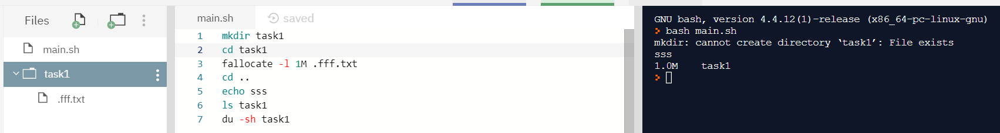 Files
main.sh
task1
.fff.txt
main.sh saved
1 mkdir task1
2 cd task1
3 fallocate -l 1M .fff.txt
4 cd ..
5 echo sss
6 ls task1
7 du -sh task1
GNU bash, version 4.4.12(1)-release (x86_64-pc-linux-gnu)
> bash main.sh
mkdir: cannot create directory ‘task1’: File exists
sss
1.0M    task1
>